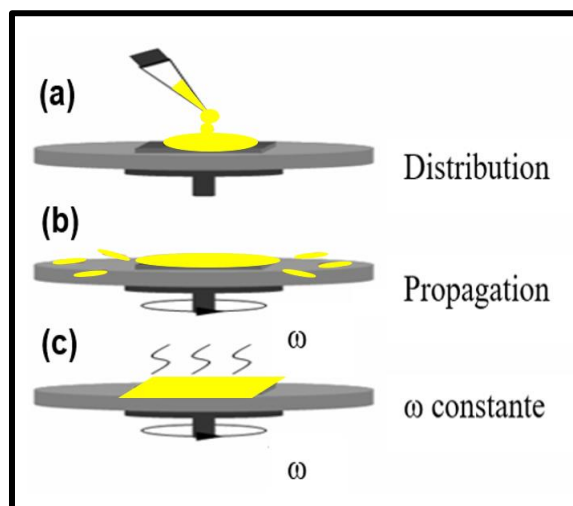 (a)
Distribution
(b)
Propagation
ω
(c)
ω constante
ω